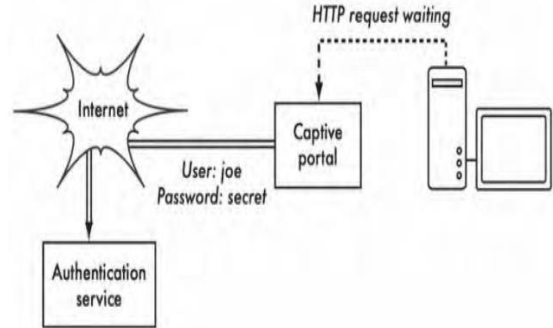 HTTP request waiting
Internet
Captive
portal
User: joe
Password: secret
Authentication
service